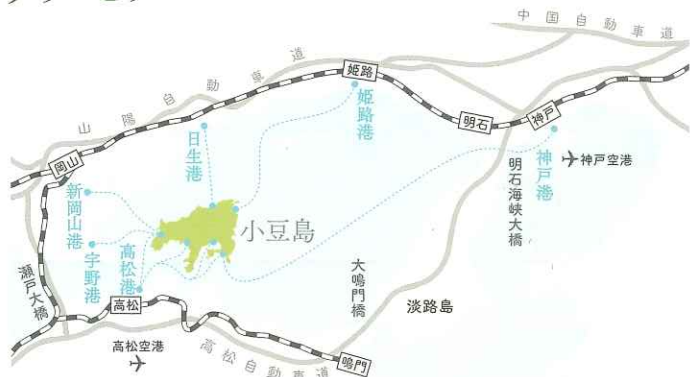 中国自動車道
山陽自動車道
姫路
姫路港
明石
神戸
神戸港
神戸空港
明石海峡大橋
日生港
岡山
新岡山港
宇野港
高松港
小豆島
瀬戸大橋
高松
高松空港
高松自動車道
大鳴門橋
淡路島
鳴門